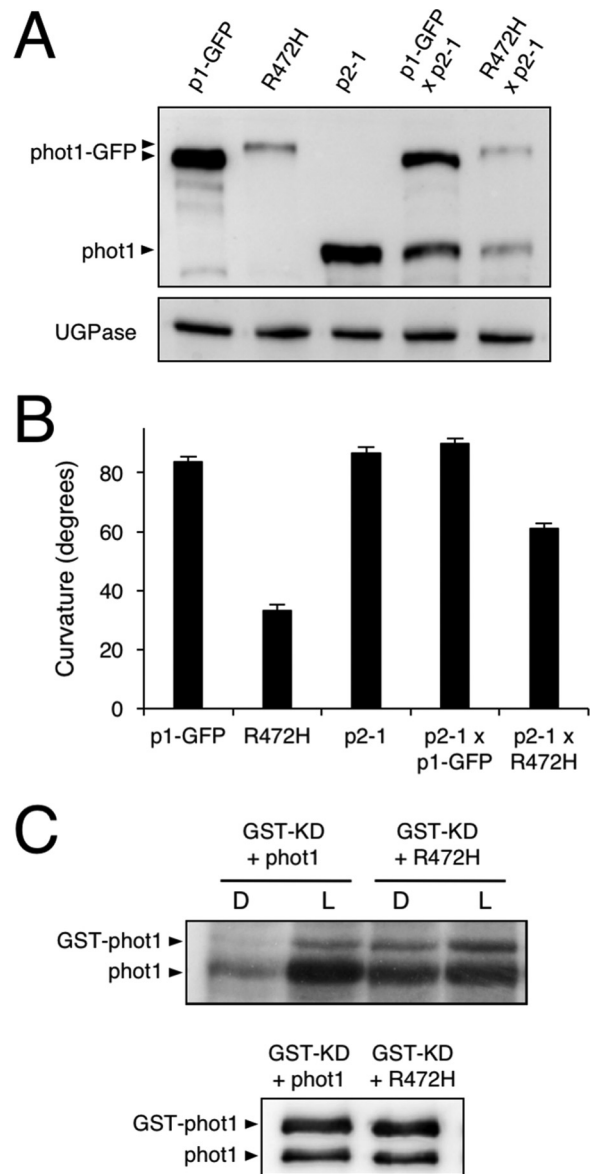 A
p1-GFP
R472H
p2-1
p1-GFP
x p2-1
R472H
x p2-1
phot1-GFP
phot1
UGPase
B
Curvature (degrees)
80
60
40
20
0
p1-GFP
R472H
p2-1
p2-1 x
p1-GFP
p2-1 x
R472H
C
GST-KD
+ phot1
GST-KD
+ R472H
D
L
D
L
GST-phot1
phot1
GST-KD
+ phot1
GST-KD
+ R472H
GST-phot1
phot1